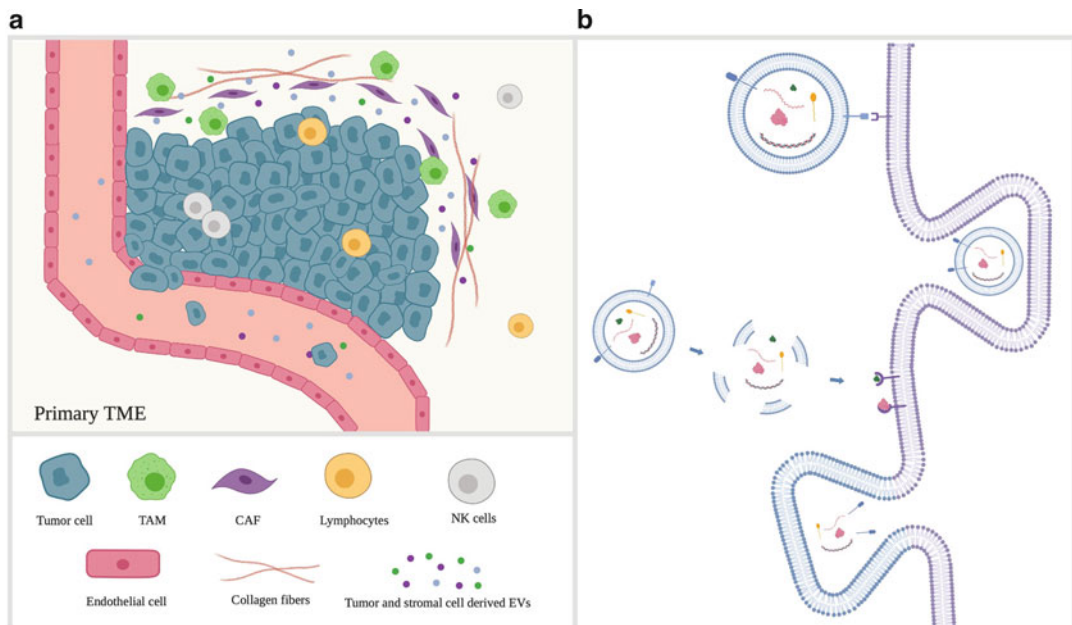 a
b
Primary TME
Tumor cell
TAM
CAF
Lymphocytes
NK cells
Endothelial cell
Collagen fibers
Tumor and stromal cell derived EVs